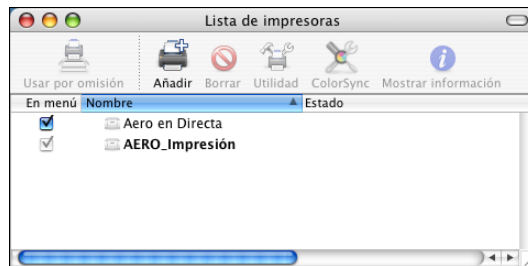 Lista de impresoras
Usar por omisión Añadir Borrar Utilidad ColorSync Mostrar información
En menú Nombre Estado
Aero en Directa
AERO_Impresión